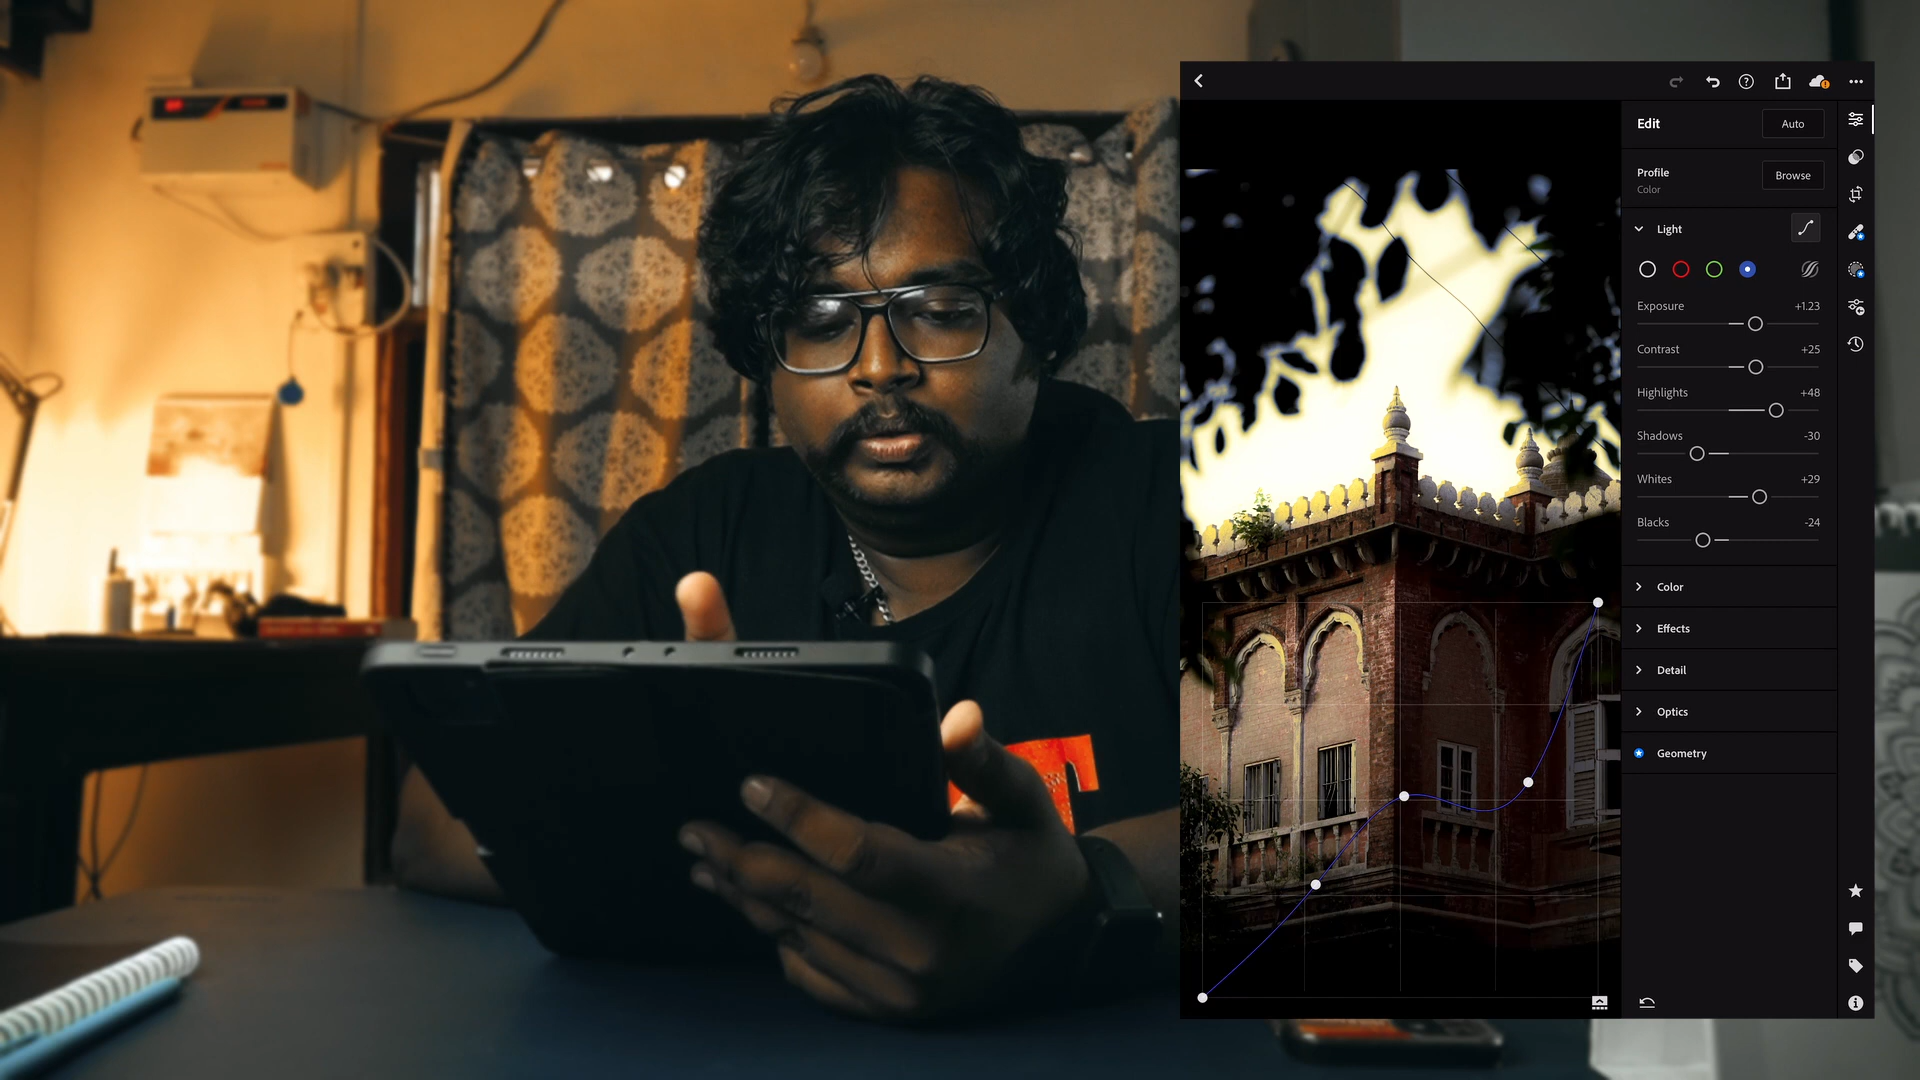 Edit
Auto
Profile
Color
Browse
Light
Exposure
+1.23
Contrast
+25
Highlights
+48
Shadows
-30
Whites
+29
Blacks
-24
Color
Effects
Detail
Optics
Geometry